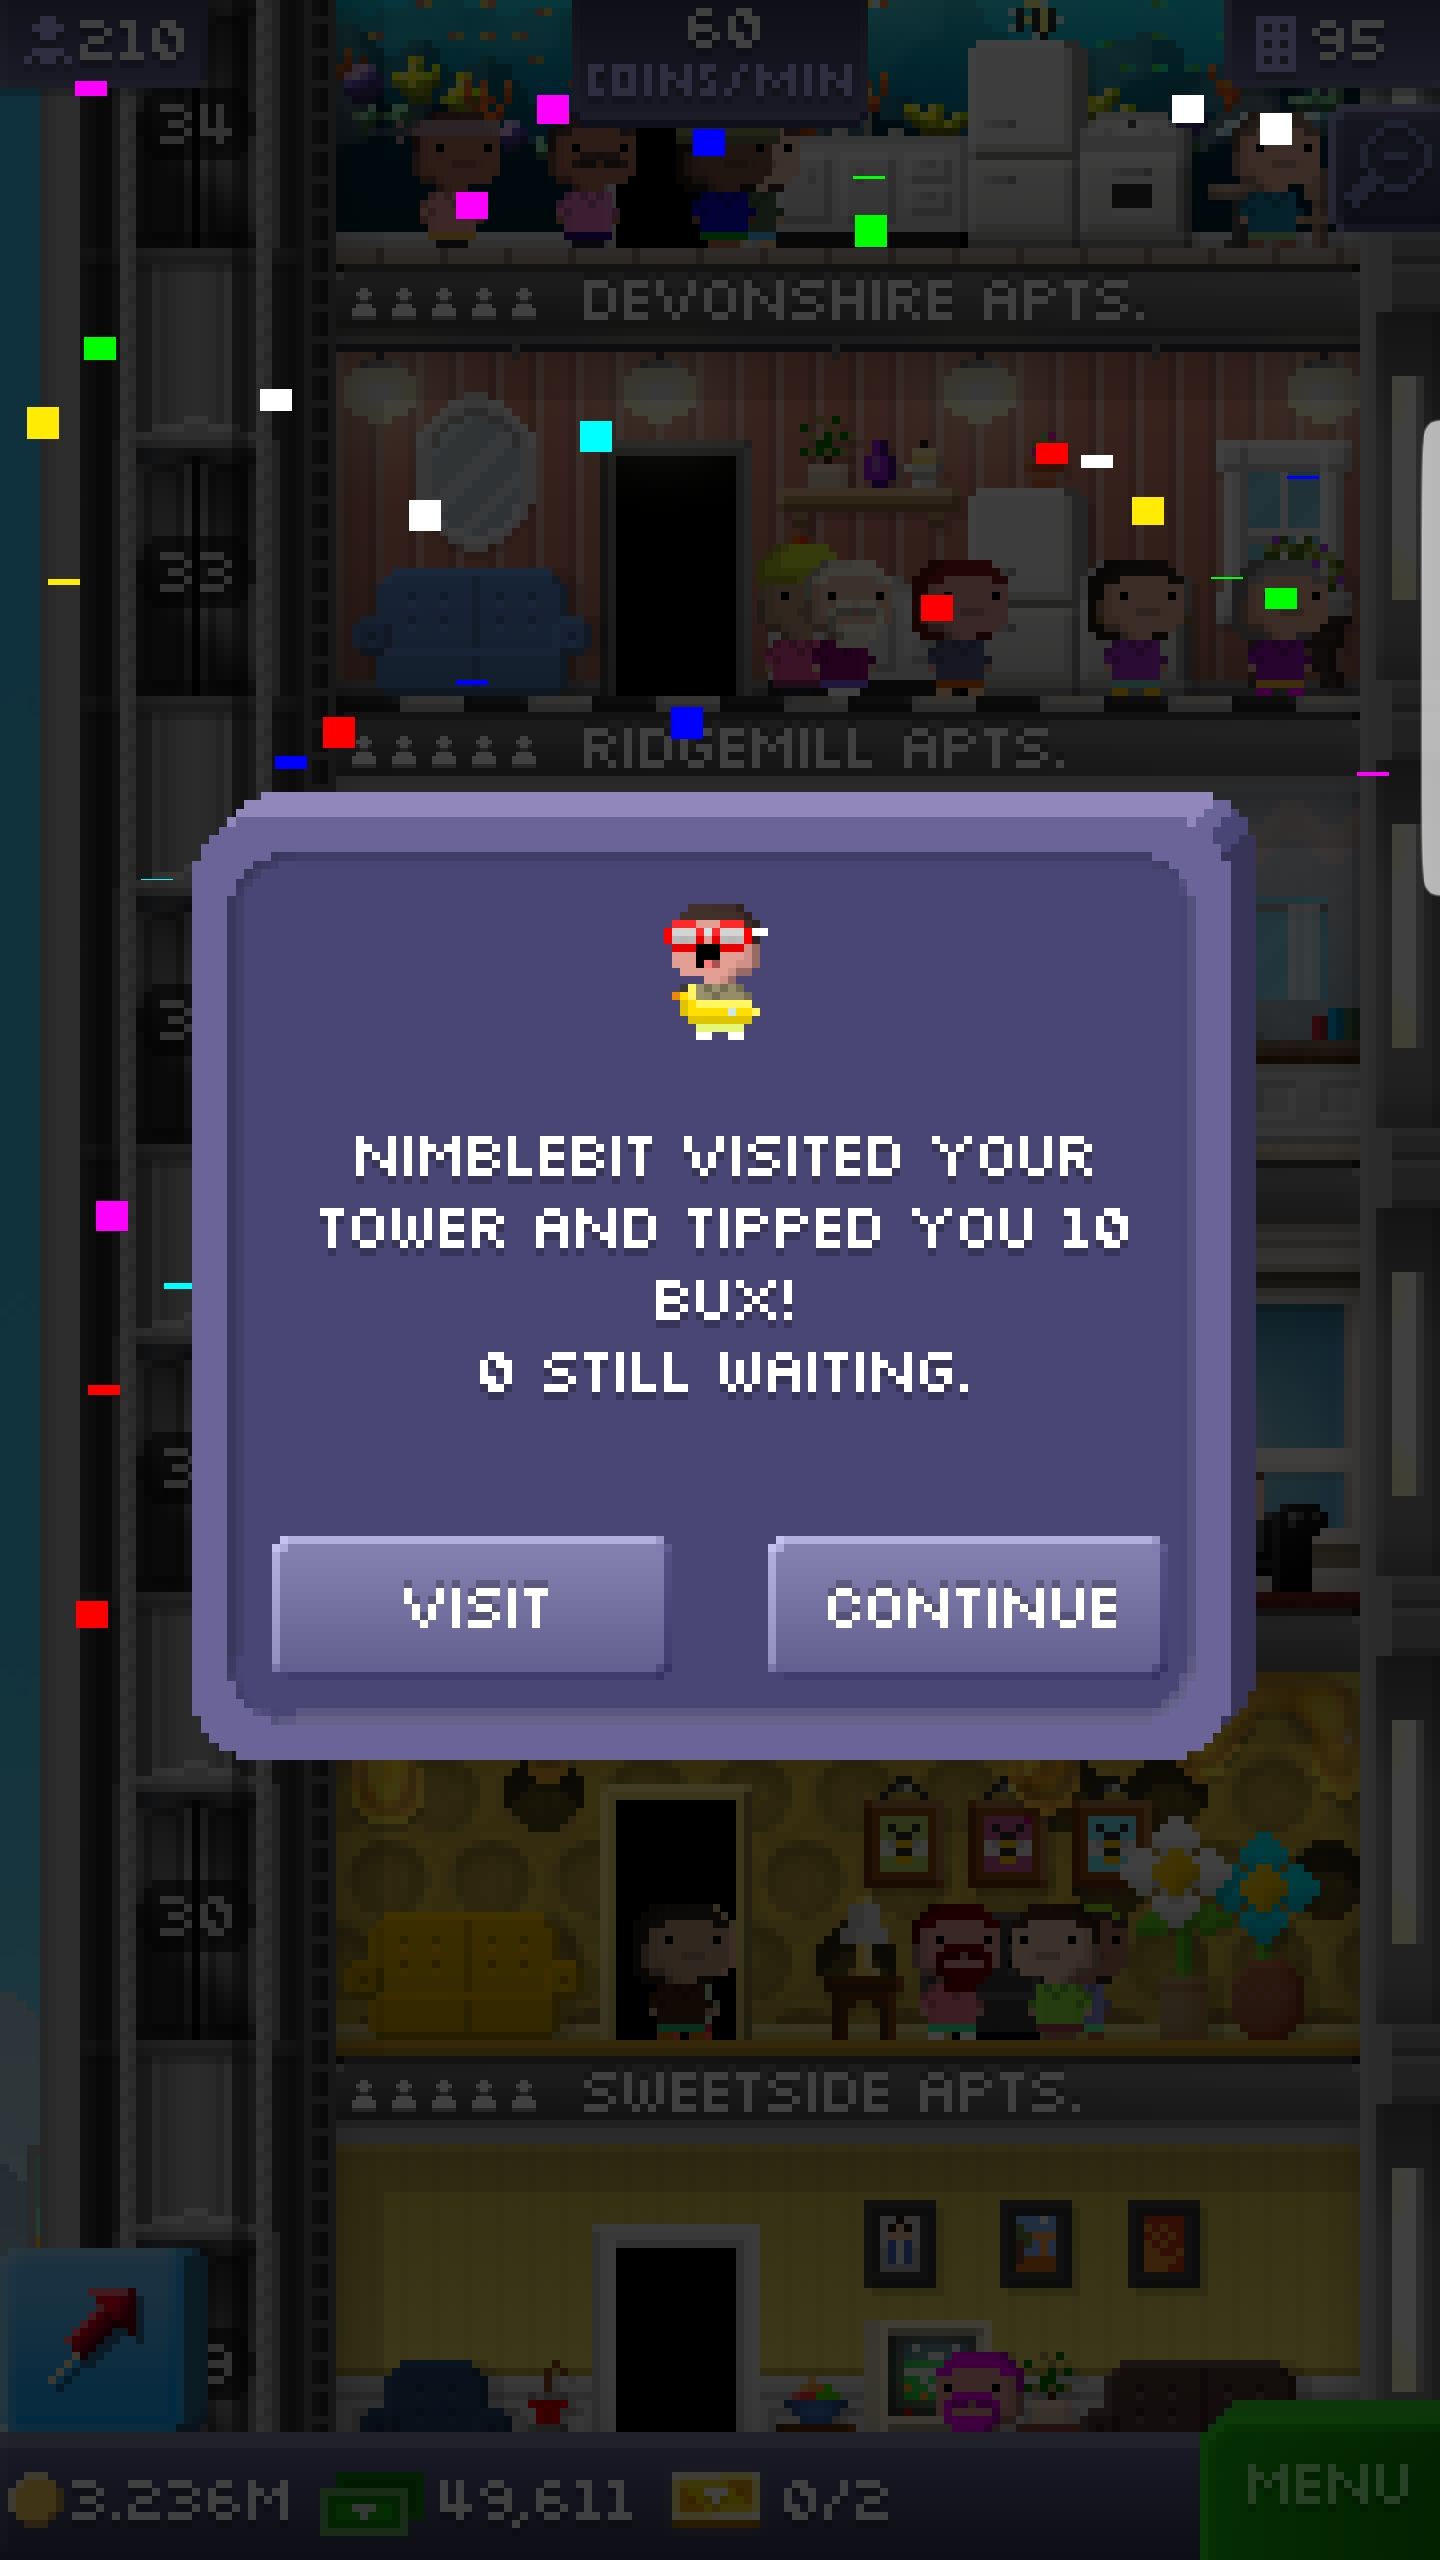 210
60
COINS/MIN
95
34
DEVONSHIRE APTS.
33
RIDGEMILL APTS.
NIMBLEBIT VISITED YOUR
TOWER AND TIPPED YOU 10
BUX!
0 STILL WAITING.
VISIT
CONTINUE
30
SWEETSIDE APTS.
3.236M
49,611
0/2
MENU